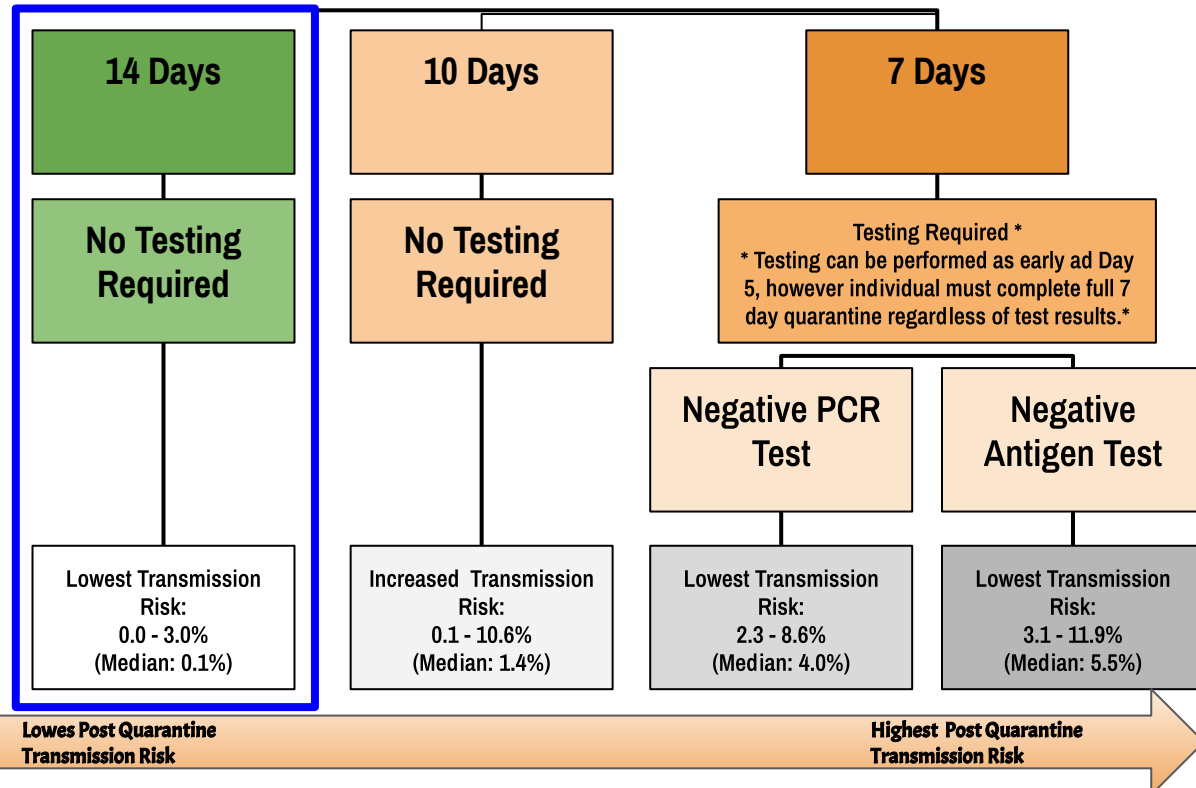 14 Days
10 Days
7 Days
No Testing
Required
No Testing
Required
Testing Required *
* Testing can be performed as early ad Day
5, however individual must complete full 7
day quarantine regardless of test results.*
Negative PCR
Test
Negative
Antigen Test
Lowest Transmission
Risk:
0.0 - 3.0%
(Median: 0.1%)
Increased Transmission
Risk:
0.1 - 10.6%
(Median: 1.4%)
Lowest Transmission
Risk:
2.3 - 8.6%
(Median: 4.0%)
Lowest Transmission
Risk:
3.1 - 11.9%
(Median: 5.5%)
Lowes Post Quarantine
Transmission Risk
Highest Post Quarantine
Transmission Risk